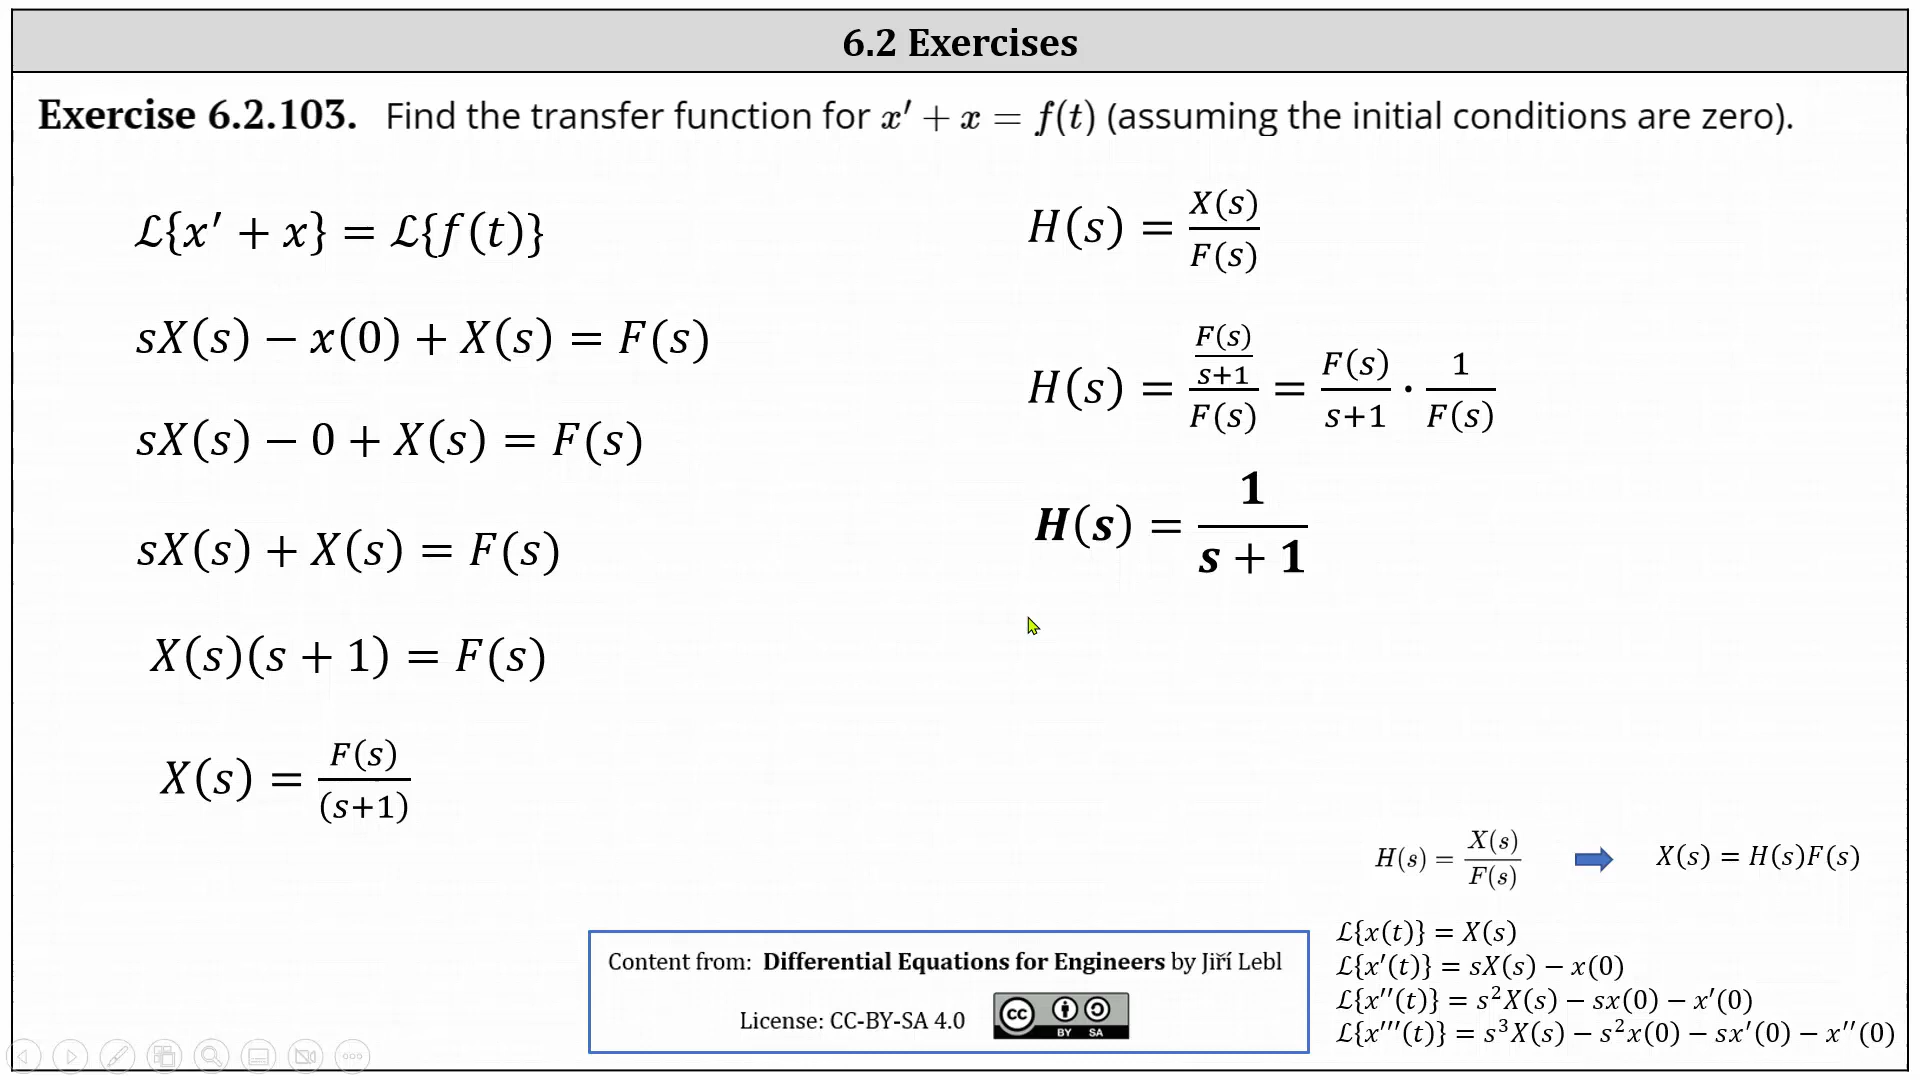 6.2 Exercises
Exercise 6.2.103. Find the transfer function for x′ + x = f(t) (assuming the initial conditions are zero).
ℒ{x′ + x} = ℒ{f(t)}
sX(s) − x(0) + X(s) = F(s)
sX(s) − 0 + X(s) = F(s)
sX(s) + X(s) = F(s)
X(s)(s + 1) = F(s)
X(s) = F(s)/(s+1)
H(s) = X(s)/F(s)
H(s) = (F(s)/(s+1))/F(s) = F(s)/(s+1) · 1/F(s)
H(s) = 1/(s + 1)
H(s) = X(s)/F(s) X(s) = H(s)F(s)
ℒ{x(t)} = X(s)
ℒ{x′(t)} = sX(s) − x(0)
ℒ{x′′(t)} = s²X(s) − sx(0) − x′(0)
ℒ{x′′′(t)} = s³X(s) − s²x(0) − sx′(0) − x′′(0)
Content from: Differential Equations for Engineers by Jiří Lebl
License: CC-BY-SA 4.0
cc BY SA